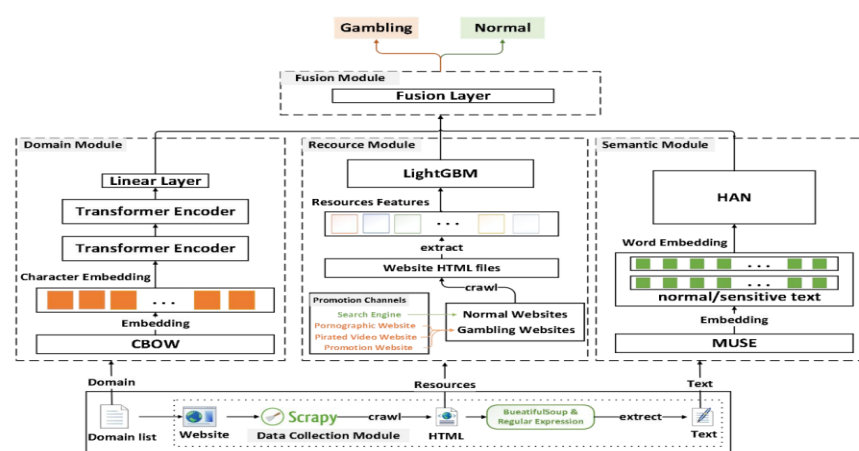 Gambling
Normal
Fusion Module
Fusion Layer
Domain Module
Linear Layer
Transformer Encoder
Transformer Encoder
Character Embedding
...
Embedding
CBOW
Recource Module
LightGBM
Resources Features
...
extract
Website HTML files
crawl
Promotion Channels
Search Engine
Pornographic Website
Pirated Video Website
Promotion Website
Normal Websites
Gambling Websites
Semantic Module
HAN
Word Embedding
...
...
normal/sensitive text
Embedding
MUSE
Domain
Resources
Text
Domain list
Website
Scrapy
crawl
HTML
BueatifulSoup &
Regular Expression
extrect
Text
Data Collection Module